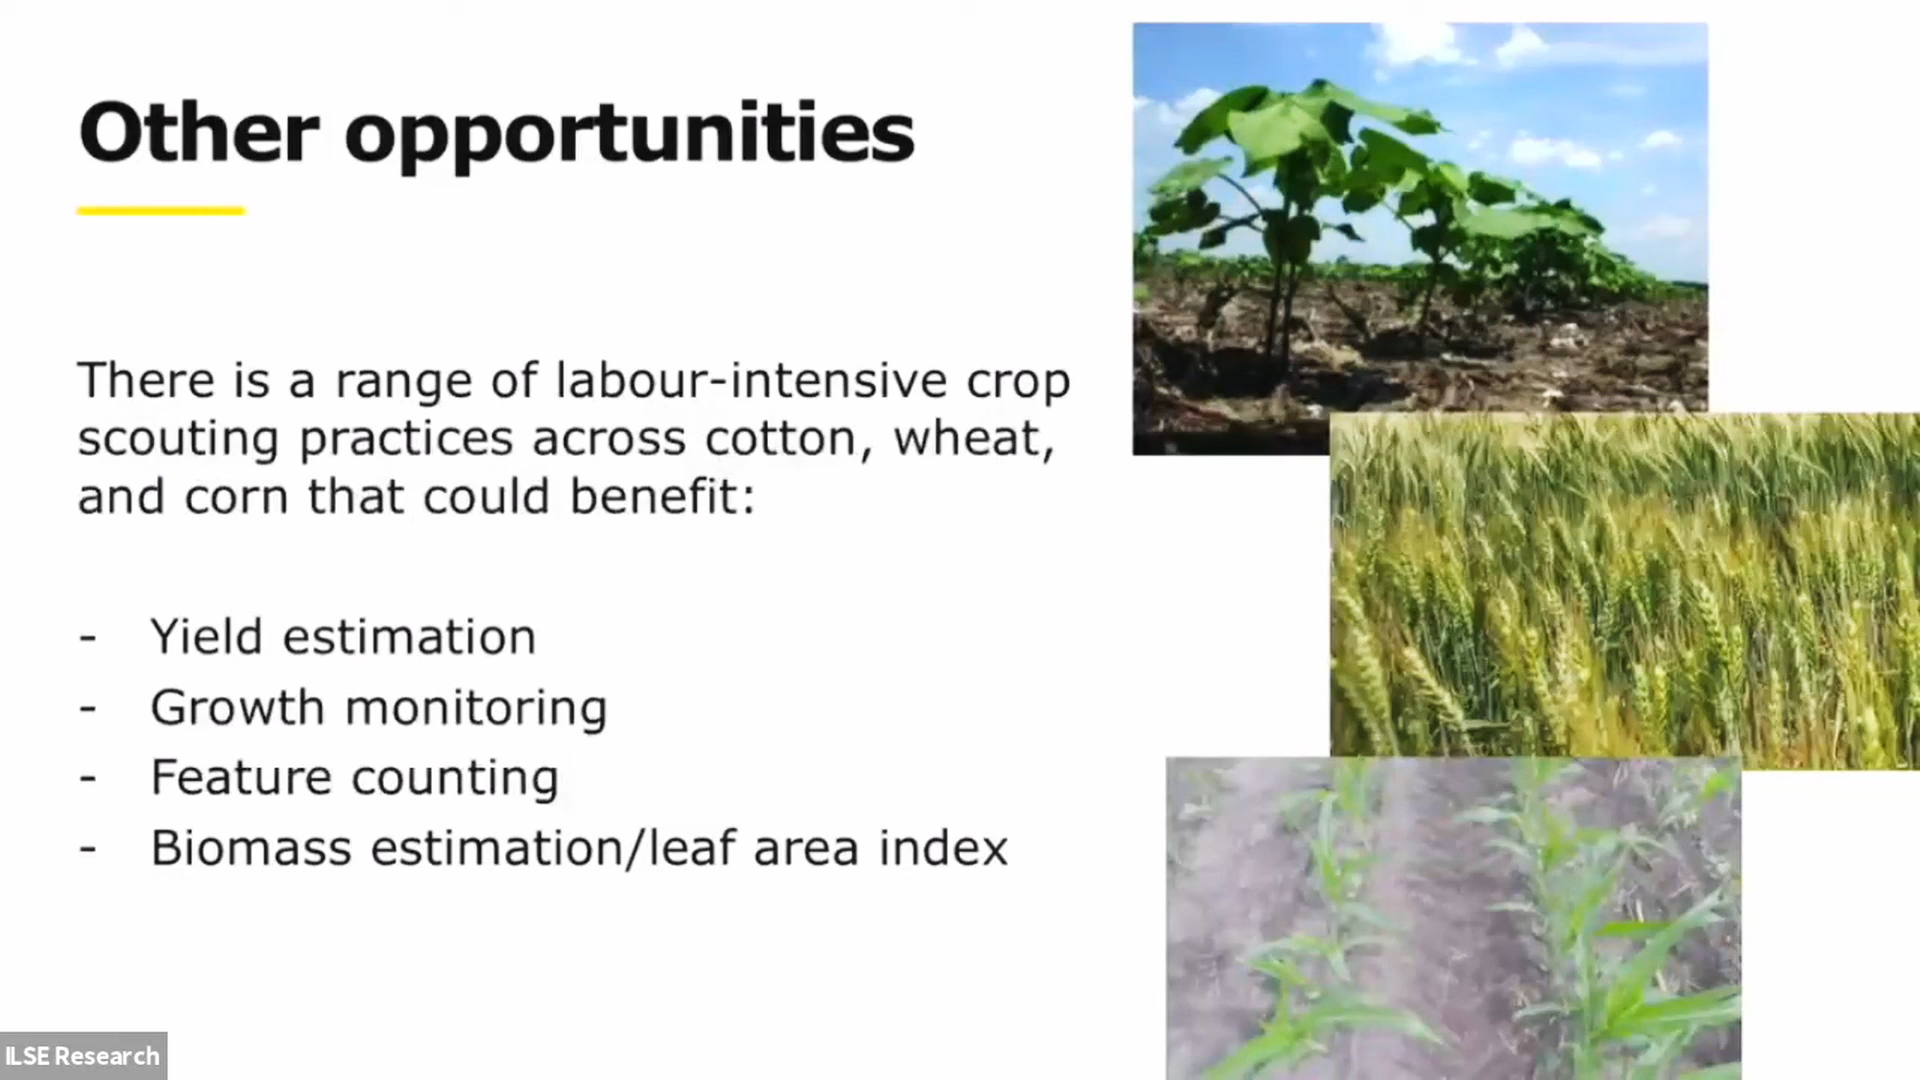 Other opportunities
There is a range of labour-intensive crop
scouting practices across cotton, wheat,
and corn that could benefit:
- Yield estimation
- Growth monitoring
- Feature counting
- Biomass estimation/leaf area index
ILSE Research